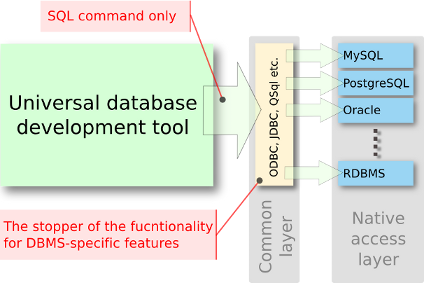 SQL command only
Universal database
development tool
ODBC, JDBC, QSql etc.
MySQL
PostgreSQL
Oracle
RDBMS
The stopper of the fucntionality
for DBMS-specific features
Common
layer
Native
access
layer